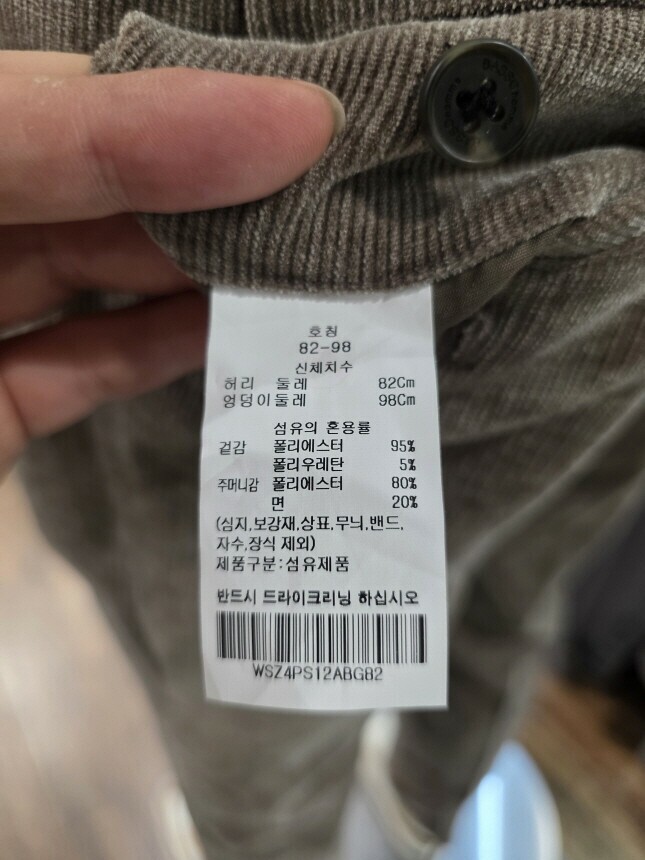 호칭
82-98
신체치수
허리 둘레 82Cm
엉덩이둘레 98Cm
섬유의 혼용률
겉감 폴리에스터 95%
폴리우레탄 5%
주머니감 폴리에스터 80%
면 20%
(심지,보강재,상표,무늬,밴드,
자수,장식 제외)
제품구분:섬유제품
반드시 드라이크리닝 하십시오
WSZ4PS12ABG82